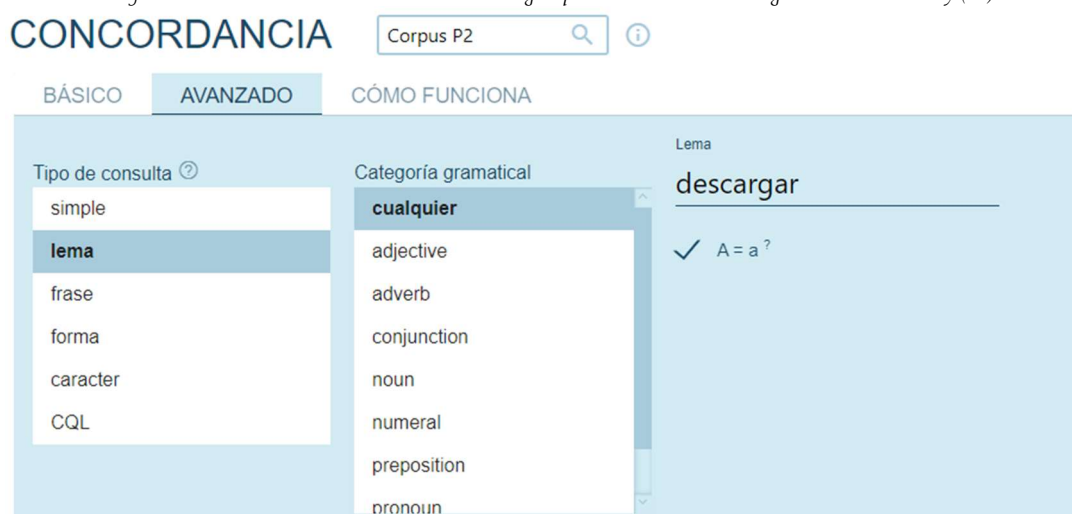 CONCORDANCIA
Corpus P2
BÁSICO AVANZADO CÓMO FUNCIONA
Tipo de consulta ?
simple
lema
frase
forma
caracter
CQL
Categoría gramatical
cualquier
adjective
adverb
conjunction
noun
numeral
preposition
pronoun
Lema
descargar
A = a ?